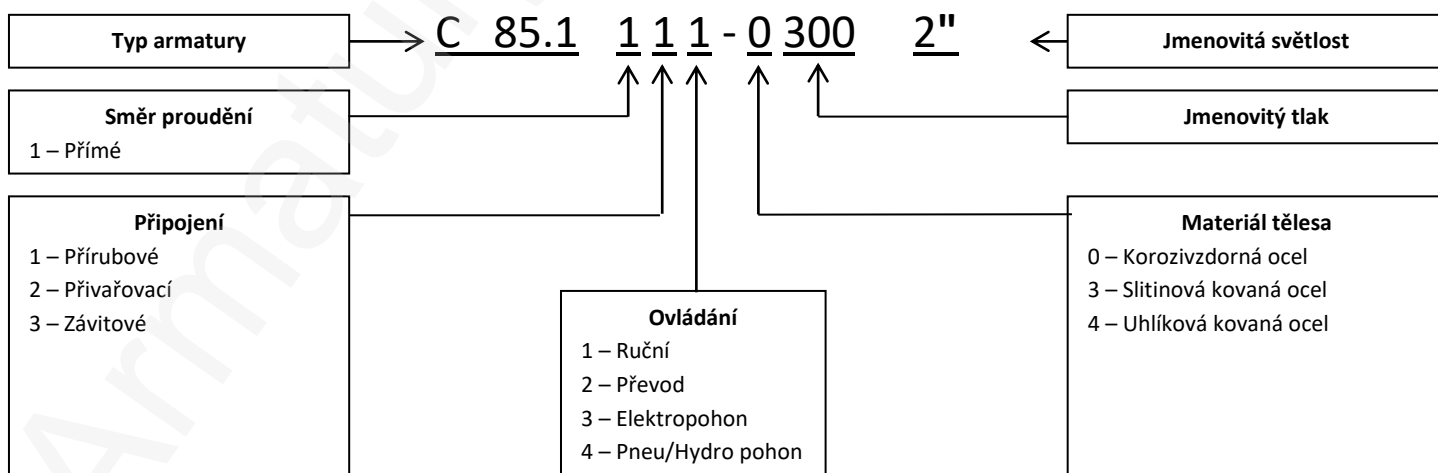 Typ armatury
C 85.1 1 1 1 - 0 300 2"
Jmenovitá světlost
Směr proudění
1 – Přímé
Jmenovitý tlak
Připojení
1 – Přírubové
2 – Přivařovací
3 – Závitové
Ovládání
1 – Ruční
2 – Převod
3 – Elektropohon
4 – Pneu/Hydro pohon
Materiál tělesa
0 – Korozivzdorná ocel
3 – Slitinová kovaná ocel
4 – Uhlíková kovaná ocel